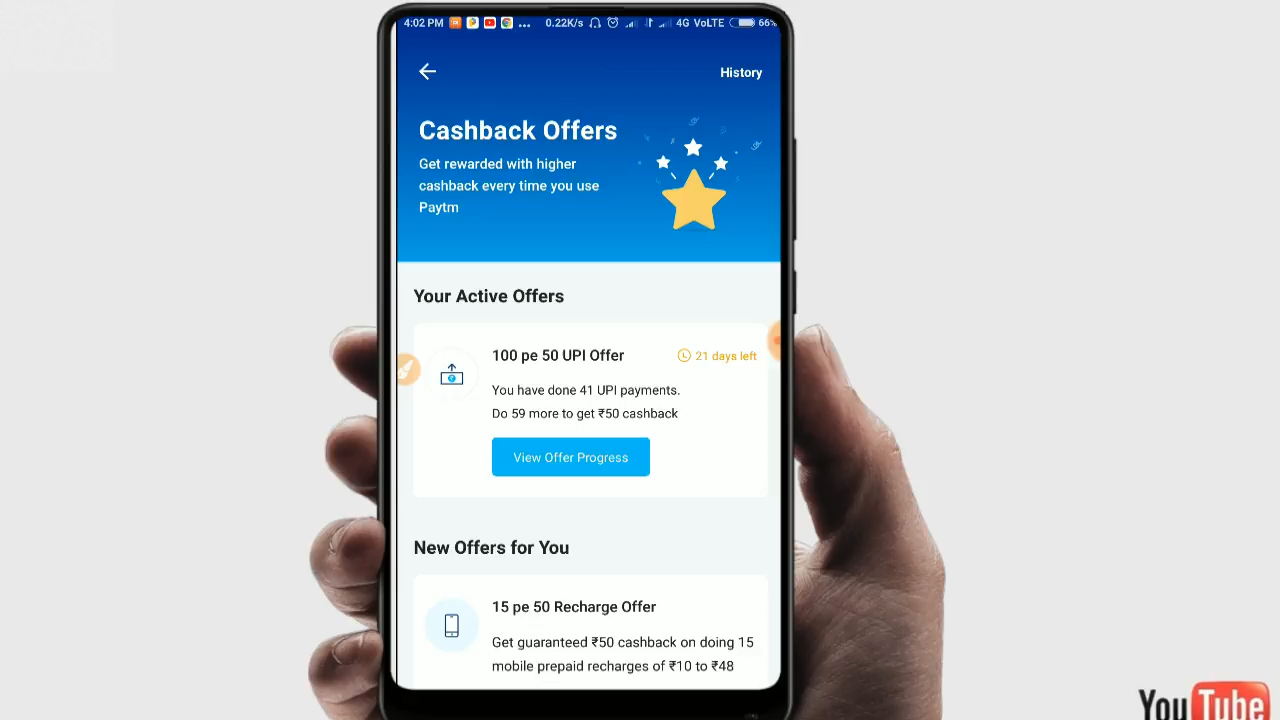 4:02 PM
0.22K/s
4G VoLTE
66%
History
Cashback Offers
Get rewarded with higher
cashback every time you use
Paytm
Your Active Offers
100 pe 50 UPI Offer
21 days left
You have done 41 UPI payments.
Do 59 more to get ₹50 cashback
View Offer Progress
New Offers for You
15 pe 50 Recharge Offer
Get guaranteed ₹50 cashback on doing 15
mobile prepaid recharges of ₹10 to ₹48
YouTube